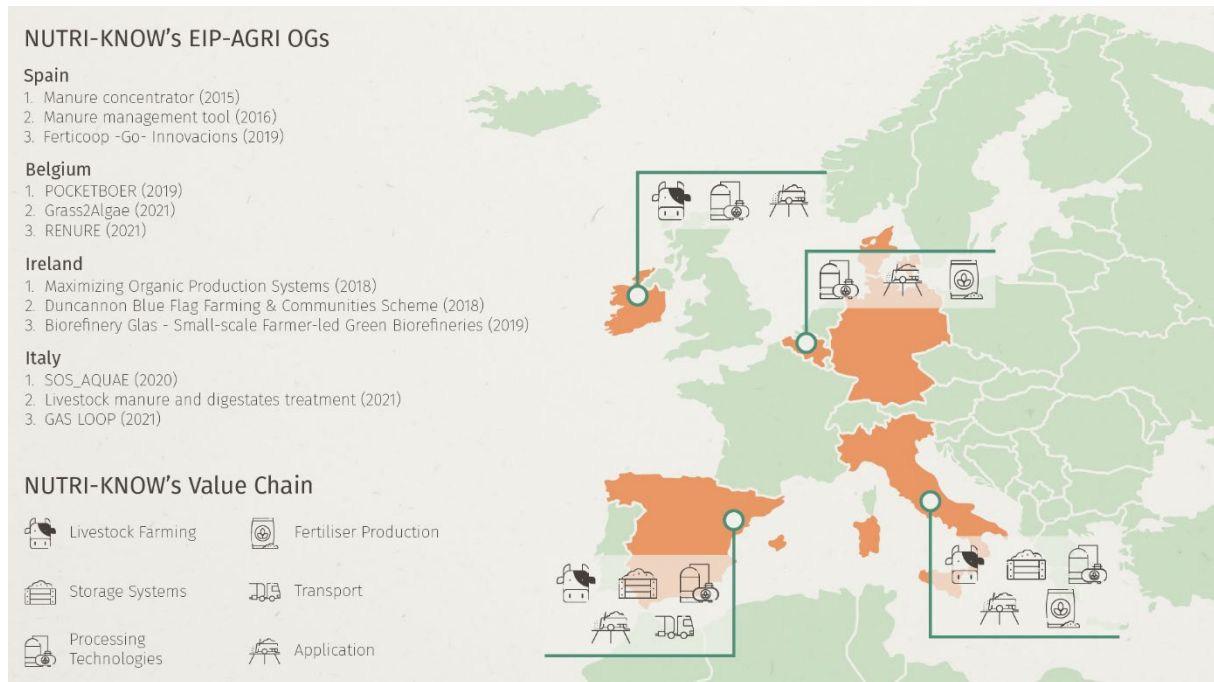 NUTRI-KNOW's EIP-AGRI OGs
Spain
1. Manure concentrator (2015)
2. Manure management tool (2016)
3. Ferticoop -Go- Innovacions (2019)
Belgium
1. POCKETBOER (2019)
2. Grass2Algae (2021)
3. RENURE (2021)
Ireland
1. Maximizing Organic Production Systems (2018)
2. Duncannon Blue Flag Farming & Communities Scheme (2018)
3. Biorefinery Glas - Small-scale Farmer-led Green Biorefineries (2019)
Italy
1. SOS_AQUAE (2020)
2. Livestock manure and digestates treatment (2021)
3. GAS LOOP (2021)
NUTRI-KNOW's Value Chain
Livestock Farming
Fertiliser Production
Storage Systems
Transport
Processing
Technologies
Application